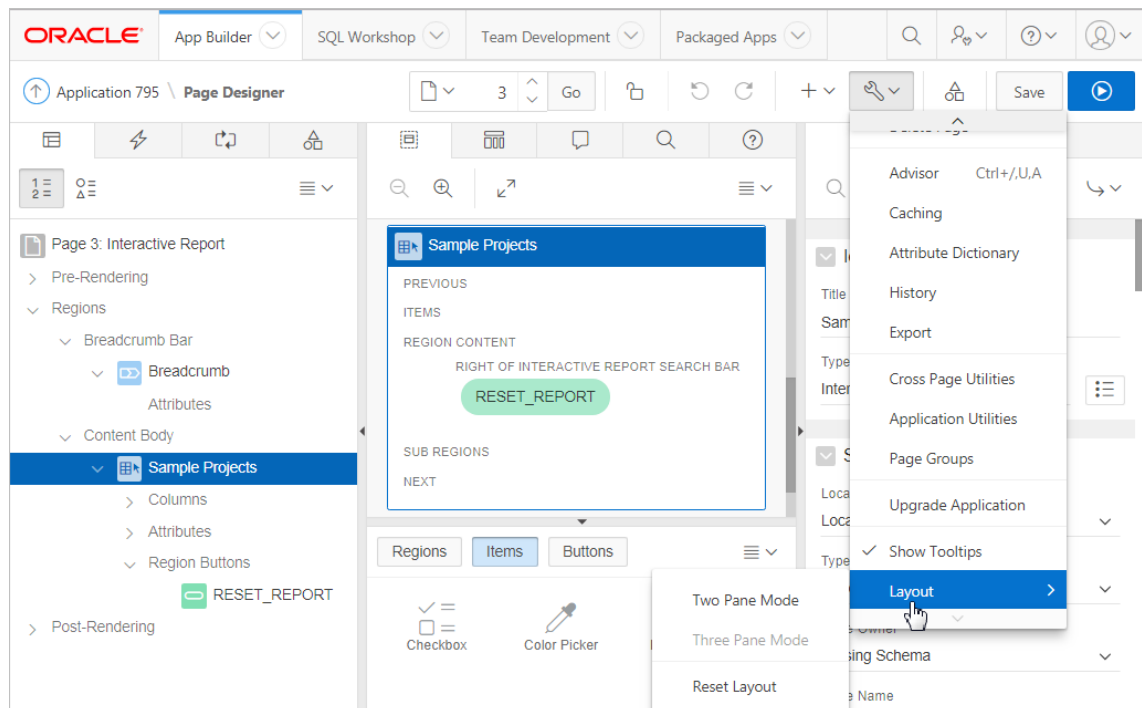 ORACLE App Builder SQL Workshop Team Development Packaged Apps
Application 795 \ Page Designer 3 Go Save
Page 3: Interactive Report
Pre-Rendering
Regions
Breadcrumb Bar
Breadcrumb
Attributes
Content Body
Sample Projects
Columns
Attributes
Region Buttons
RESET_REPORT
Post-Rendering
Sample Projects
PREVIOUS
ITEMS
REGION CONTENT
RIGHT OF INTERACTIVE REPORT SEARCH BAR
RESET_REPORT
SUB REGIONS
NEXT
Regions Items Buttons
Checkbox Color Picker
Advisor Ctrl+/,U,A
Caching
Attribute Dictionary
History
Export
Cross Page Utilities
Application Utilities
Page Groups
Upgrade Application
Show Tooltips
Layout
Two Pane Mode
Three Pane Mode
Reset Layout
Title
Type
Type